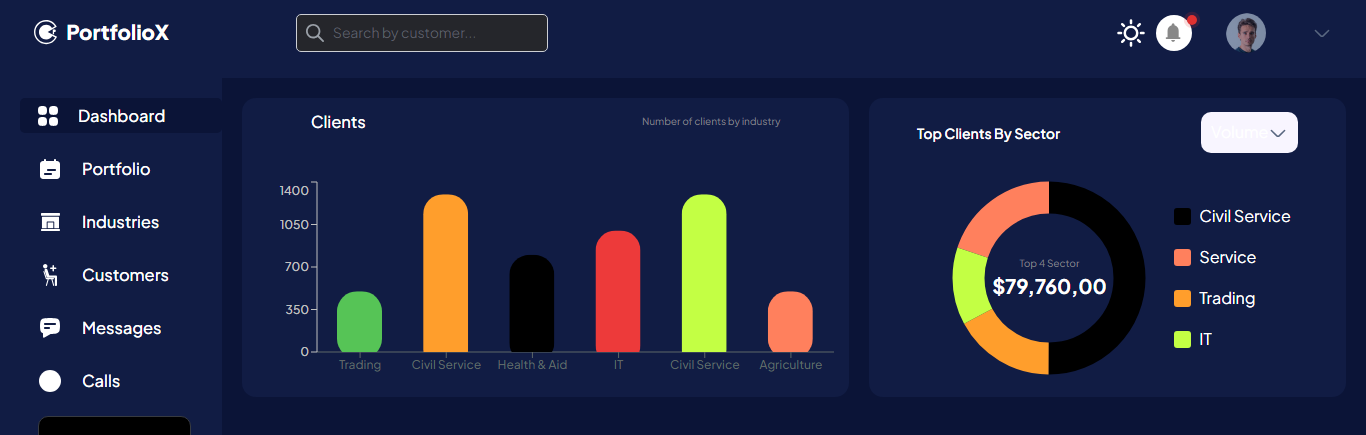 PortfolioX
Search by customer...
Dashboard
Portfolio
Industries
Customers
Messages
Calls
Clients
Number of clients by industry
1400
1050
700
350
0
Trading
Civil Service
Health & Aid
IT
Civil Service
Agriculture
Top Clients By Sector
Volume
Top 4 Sector
$79,760,00
Civil Service
Service
Trading
IT